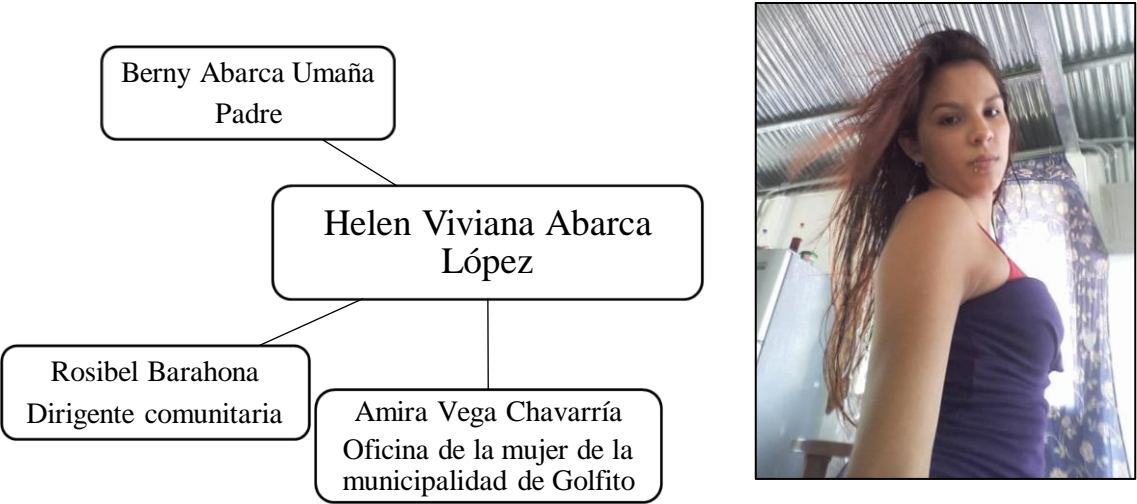 Berny Abarca Umaña
Padre
Helen Viviana Abarca
López
Rosibel Barahona
Dirigente comunitaria
Amira Vega Chavarría
Oficina de la mujer de la
municipalidad de Golfito